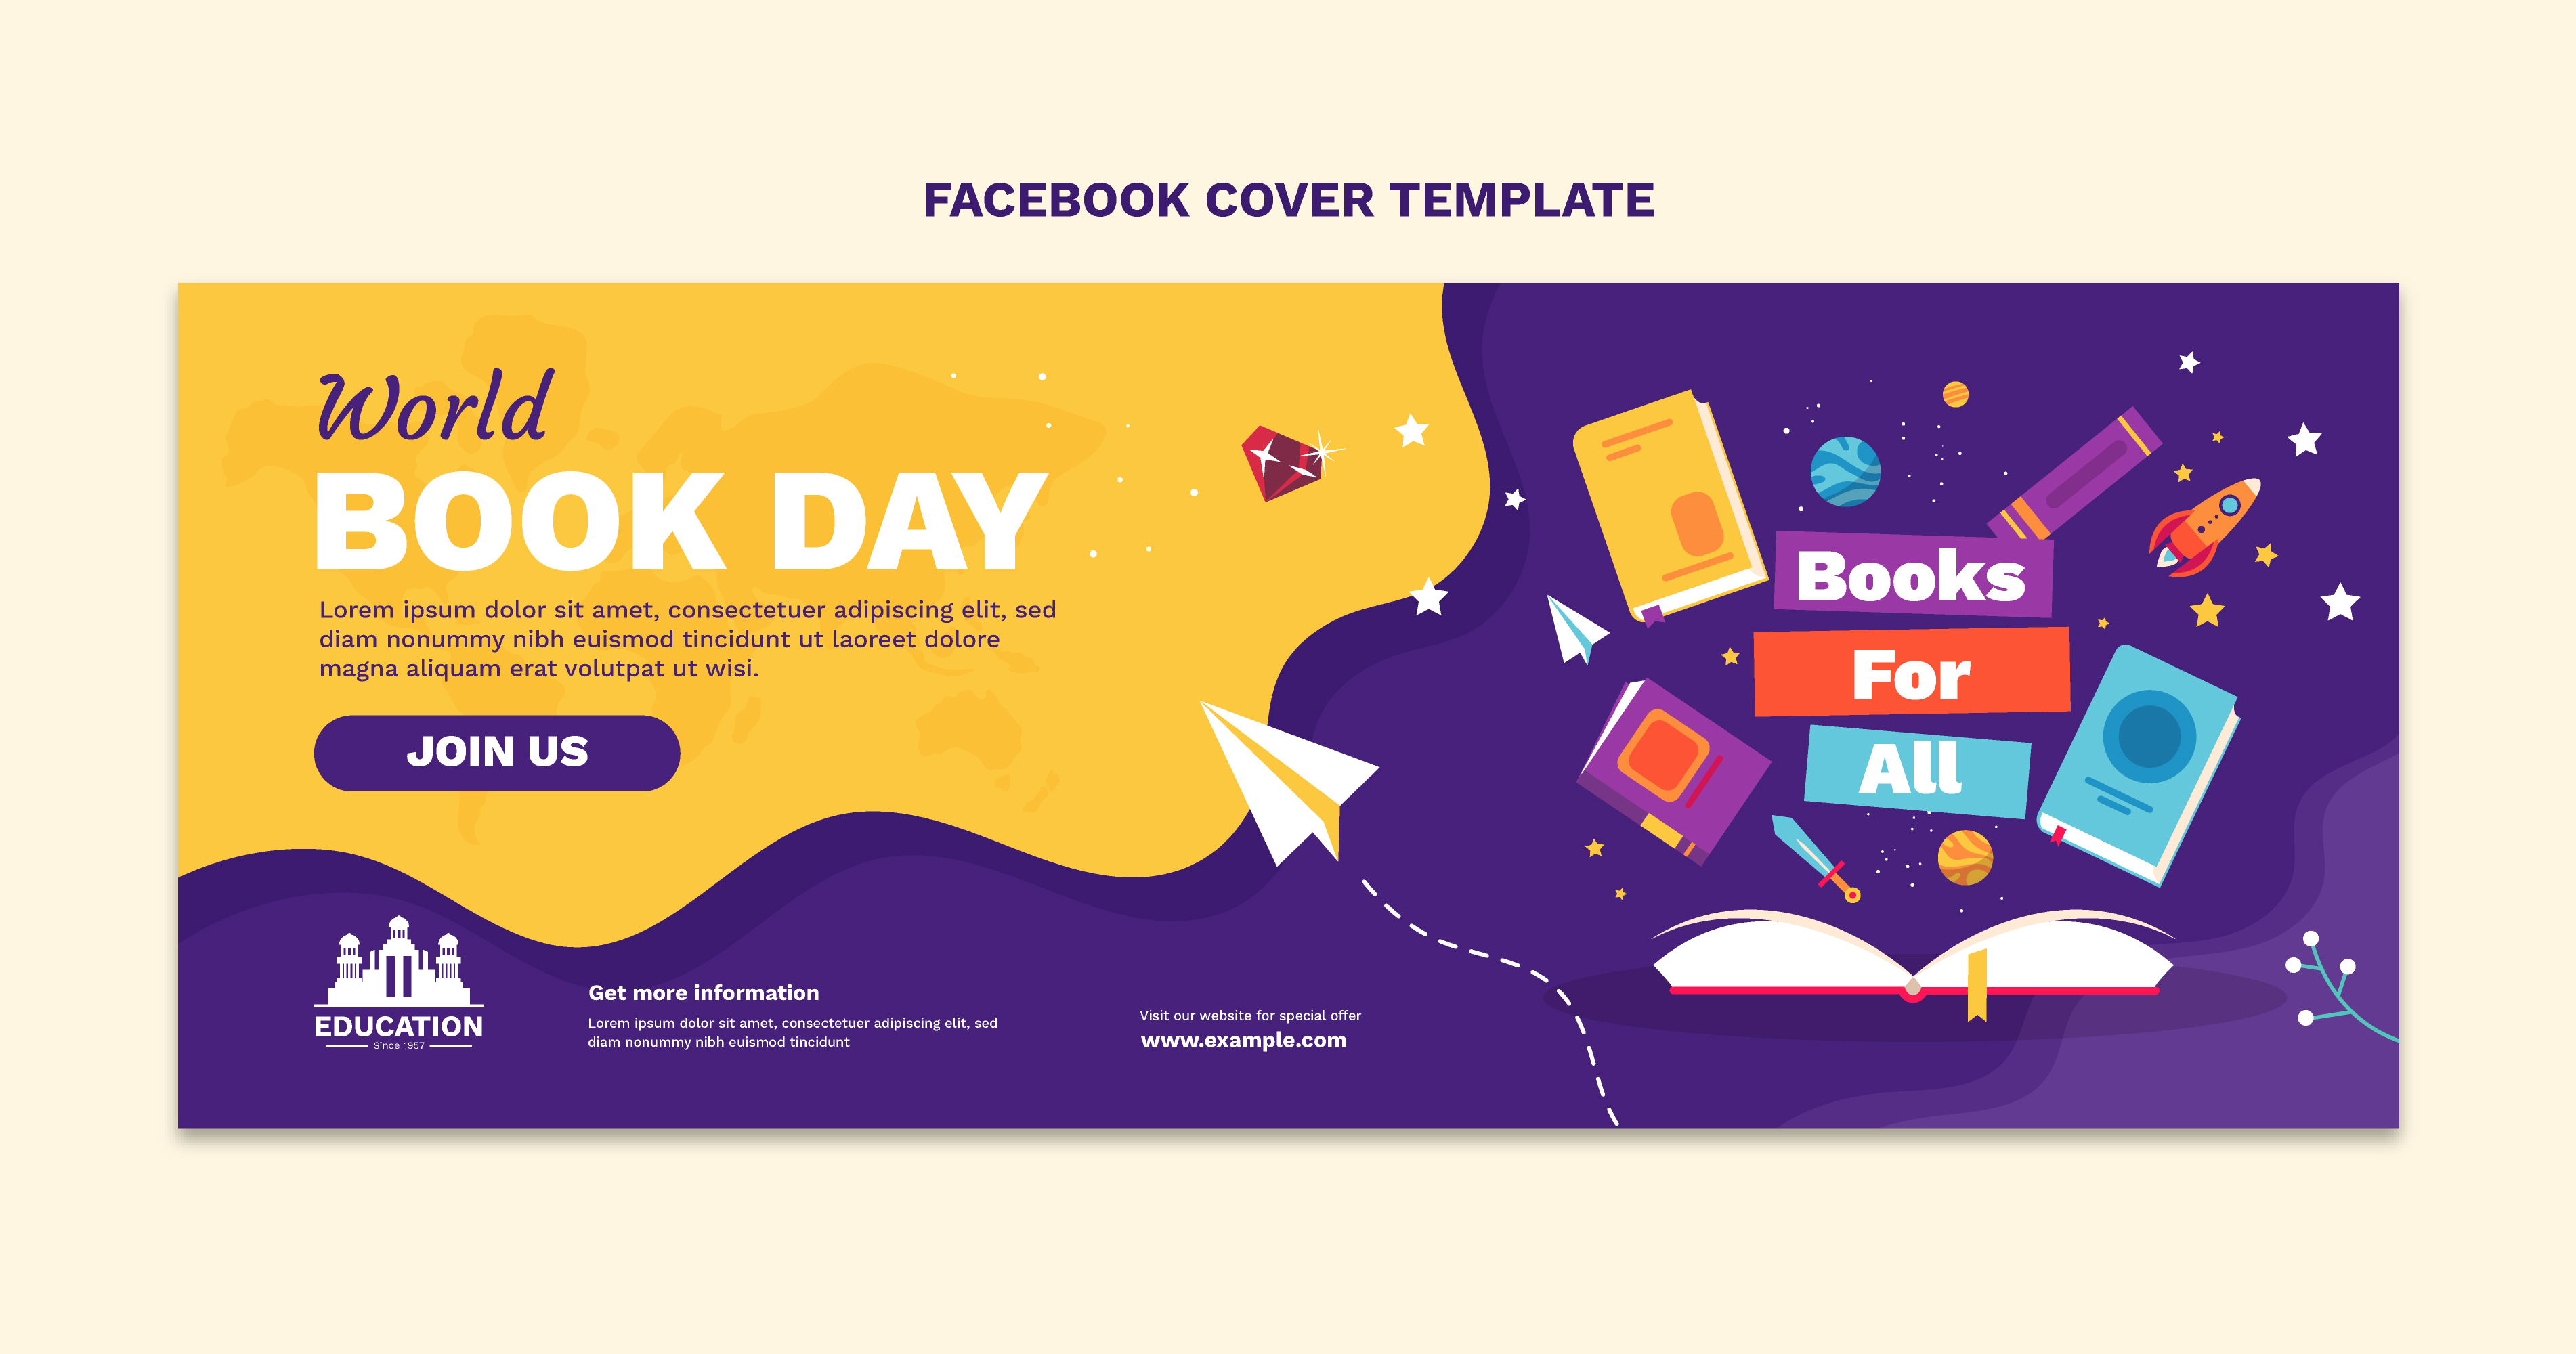 FACEBOOK COVER TEMPLATE
World
BOOK DAY
Lorem ipsum dolor sit amet, consectetuer adipiscing elit, sed
diam nonummy nibh euismod tincidunt ut laoreet dolore
magna aliquam erat volutpat ut wisi.
JOIN US
Books
For
All
EDUCATION
Since 1957
Get more information
Lorem ipsum dolor sit amet, consectetuer adipiscing elit, sed
diam nonummy nibh euismod tincidunt
Visit our website for special offer
www.example.com